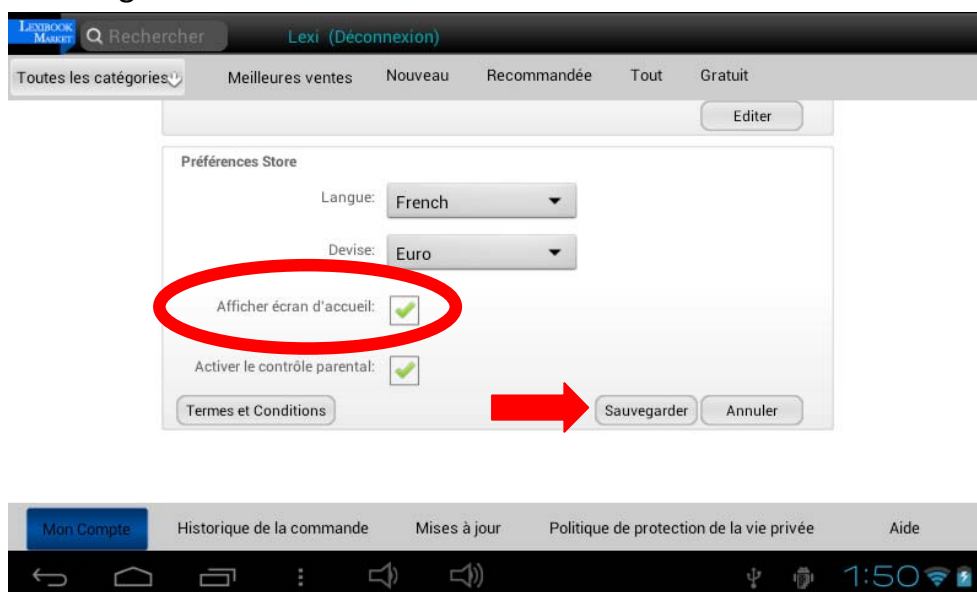 LEXIBOOK
MARKET
Rechercher
Lexi (Déconnexion)
Toutes les catégories
Meilleures ventes
Nouveau
Recommandée
Tout
Gratuit
Editer
Préférences Store
Langue:
French
Devise:
Euro
Afficher écran d'accueil:
Activer le contrôle parental:
Termes et Conditions
Sauvegarder
Annuler
Mon Compte
Historique de la commande
Mises à jour
Politique de protection de la vie privée
Aide
1:50